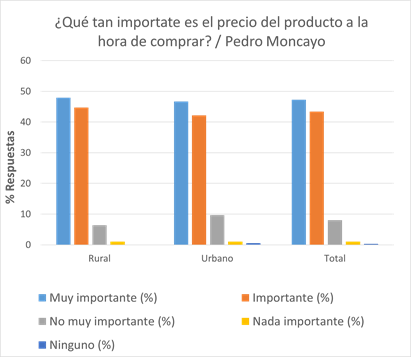 ¿Qué tan importate es el precio del producto a la
hora de comprar? / Pedro Moncayo
% Respuestas
60
50
40
30
20
10
0
Rural Urbano Total
Muy importante (%) Importante (%)
No muy importante (%) Nada importante (%)
Ninguno (%)